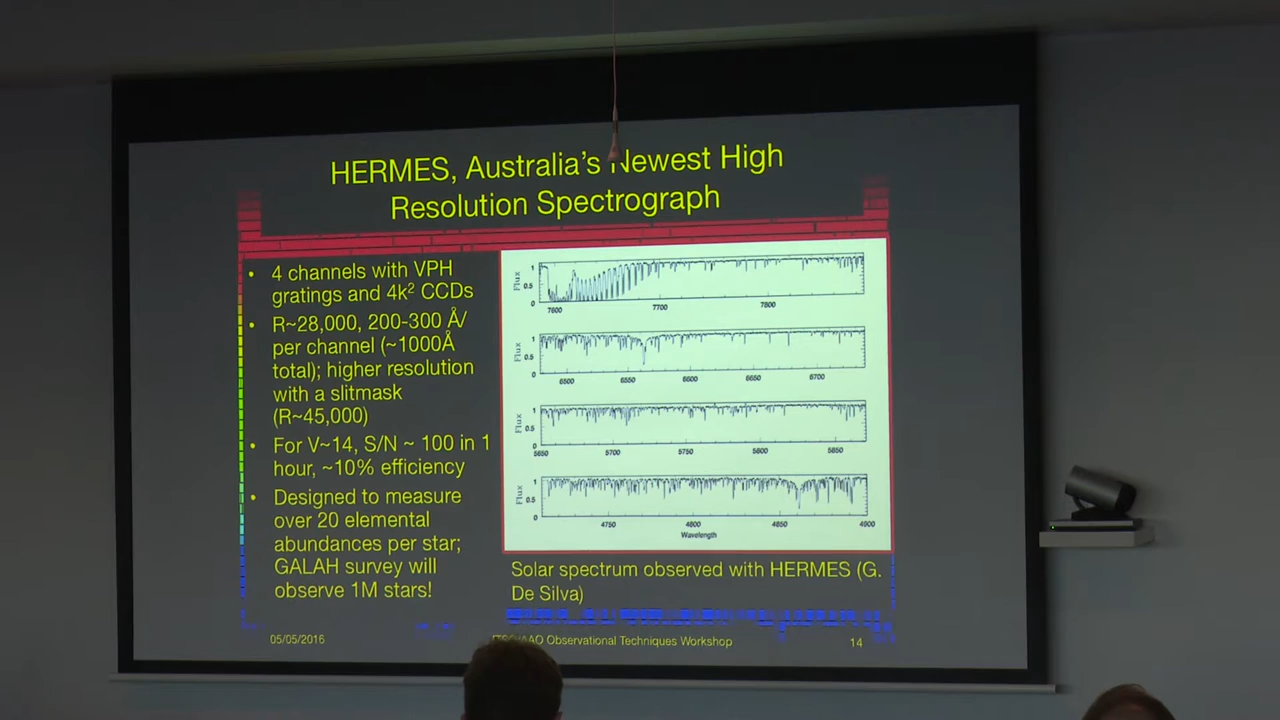 HERMES, Australia's Newest High
Resolution Spectrograph
• 4 channels with VPH
gratings and 4k² CCDs
• R~28,000, 200-300 Å/
per channel (~1000Å
total); higher resolution
with a slitmask
(R~45,000)
• For V~14, S/N ~ 100 in 1
hour, ~10% efficiency
• Designed to measure
over 20 elemental
abundances per star;
GALAH survey will
observe 1M stars!
Flux
1
0.5
0
7600 7700 7800
Flux
1
0.5
0
6500 6550 6600 6650 6700
Flux
1
0.5
0
5650 5700 5750 5800 5850
Flux
1
0.5
0
4750 4800 4850 4900
Wavelength
Solar spectrum observed with HERMES (G.
De Silva)
05/05/2016
Observational Techniques Workshop
14